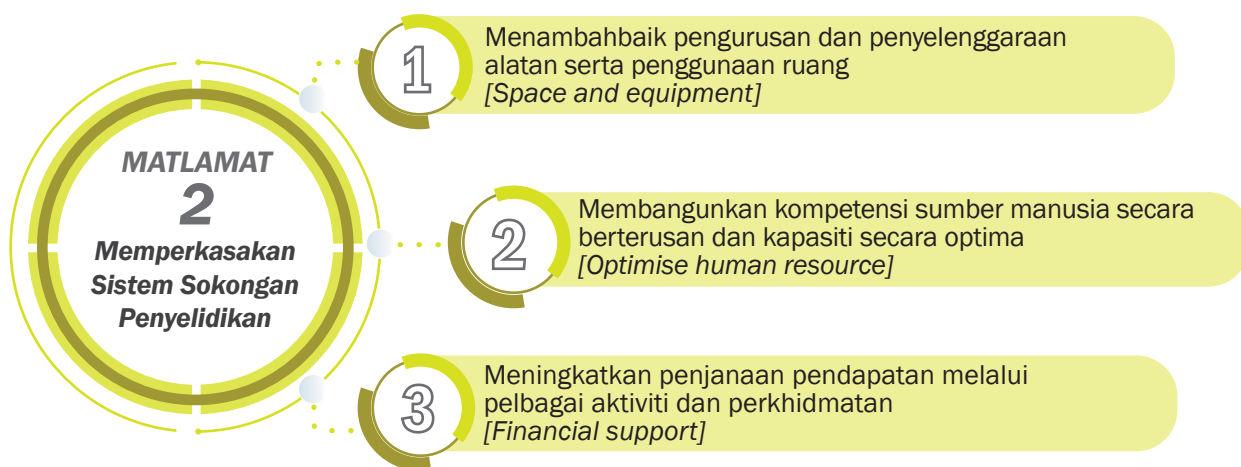 MATLAMAT
2
Memperkasakan
Sistem Sokongan
Penyelidikan
1
Menambahbaik pengurusan dan penyelenggaraan
alatan serta penggunaan ruang
[Space and equipment]
2
Membangunkan kompetensi sumber manusia secara
berterusan dan kapasiti secara optima
[Optimise human resource]
3
Meningkatkan penjanaan pendapatan melalui
pelbagai aktiviti dan perkhidmatan
[Financial support]